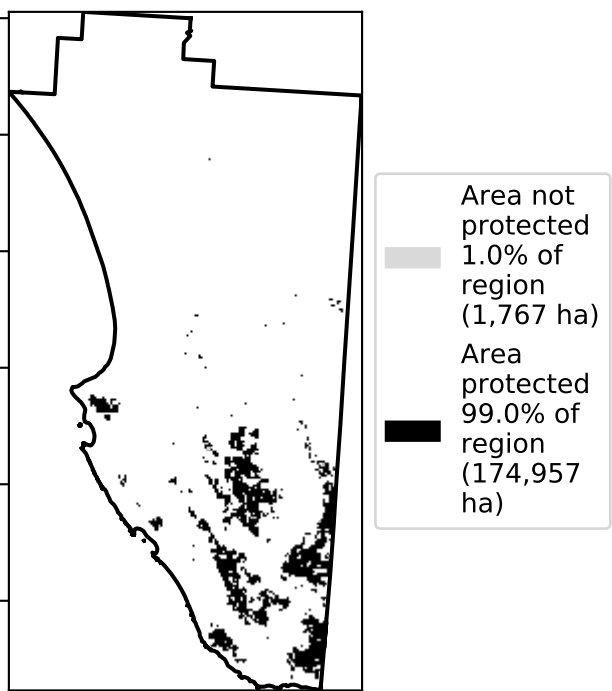 Area not
protected
1.0% of
region
(1,767 ha)
Area
protected
99.0% of
region
(174,957
ha)